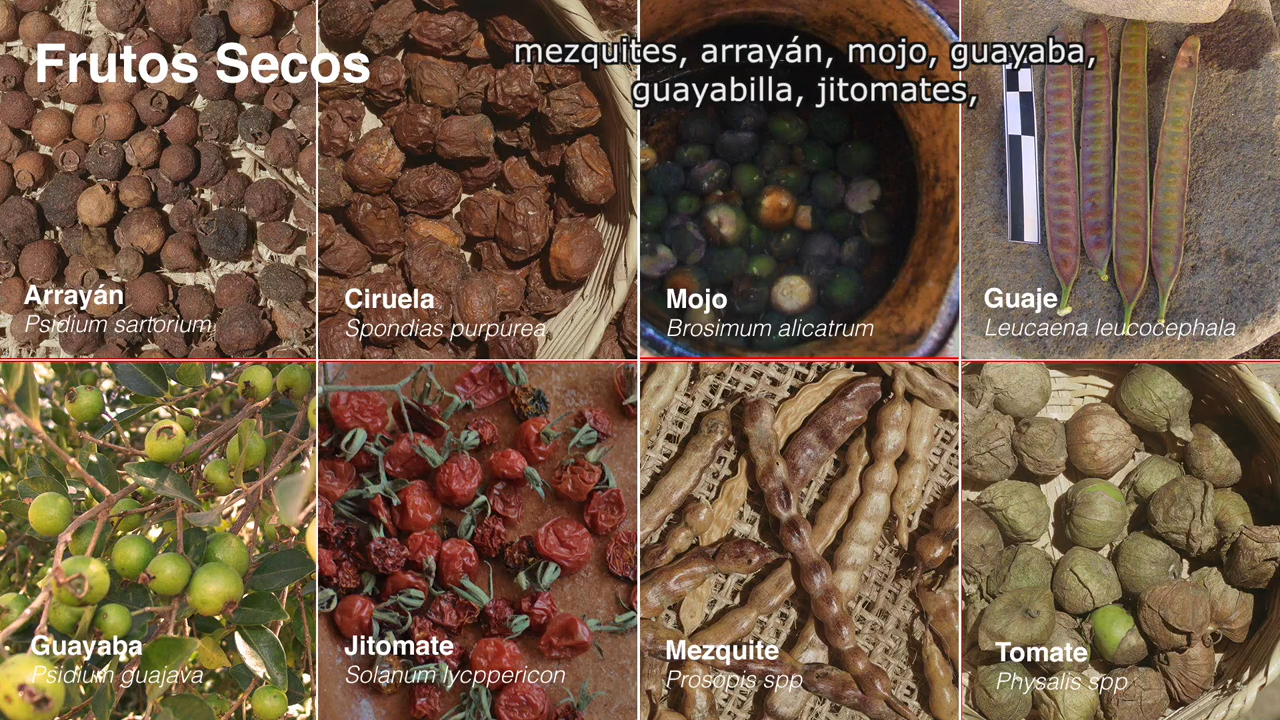 Frutos Secos
mezquites, arrayán, mojo, guayaba,
guayabilla, jitomates,
Arrayán
Psidium sartorium
Ciruela
Spondias purpurea
Mojo
Brosimum alicatrum
Guaje
Leucaena leucocephala
Guayaba
Psidium guajava
Jitomate
Solanum lycppericon
Mezquite
Prosopis spp
Tomate
Physalis spp